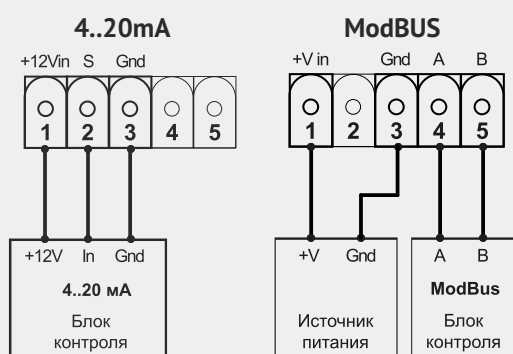 4..20mA
+12Vin S Gnd
1 2 3 4 5
+12V In Gnd
4..20 мА
Блок
контроля
ModBUS
+V in Gnd A B
1 2 3 4 5
+V Gnd
Источник
питания
A B
ModBus
Блок
контроля